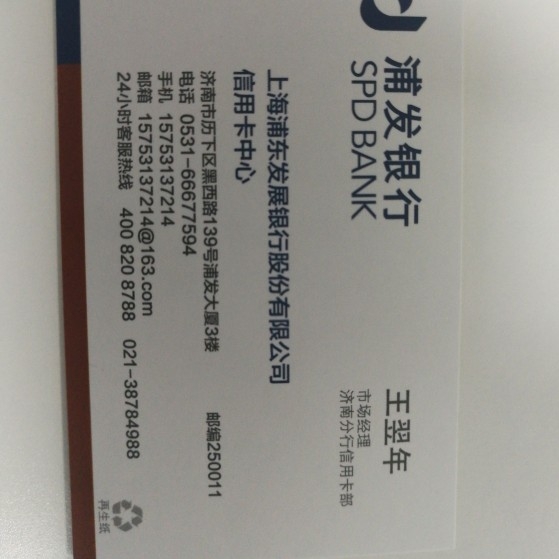 浦发银行
SPD BANK
王翌年
市场经理
济南分行信用卡部
上海浦东发展银行股份有限公司
信用卡中心
济南市历下区黑西路139号浦发大厦3楼 邮编250011
电话 0531-66677594
手机 15753137214
邮箱 15753137214@163.com
24小时客服热线 400 820 8788 021-38784988
再生纸